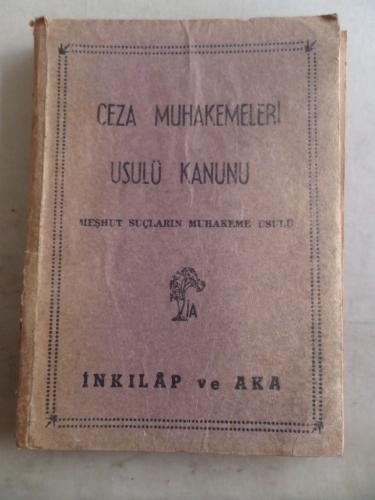 CEZA MUHAKEMELERİ
USULÜ KANUNU
MEŞHUT SUÇLARIN MUHAKEME USULÜ
İA
İNKILÂP ve AKA